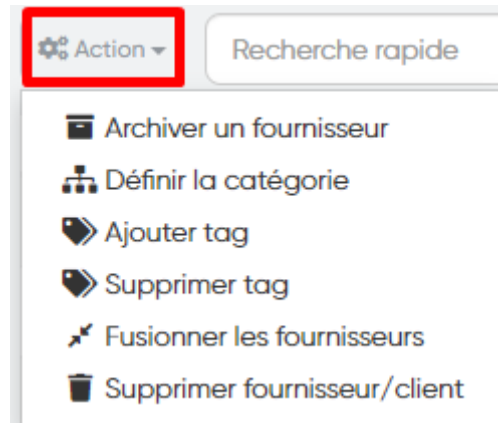 Action
Recherche rapide
Archiver un fournisseur
Définir la catégorie
Ajouter tag
Supprimer tag
Fusionner les fournisseurs
Supprimer fournisseur/client